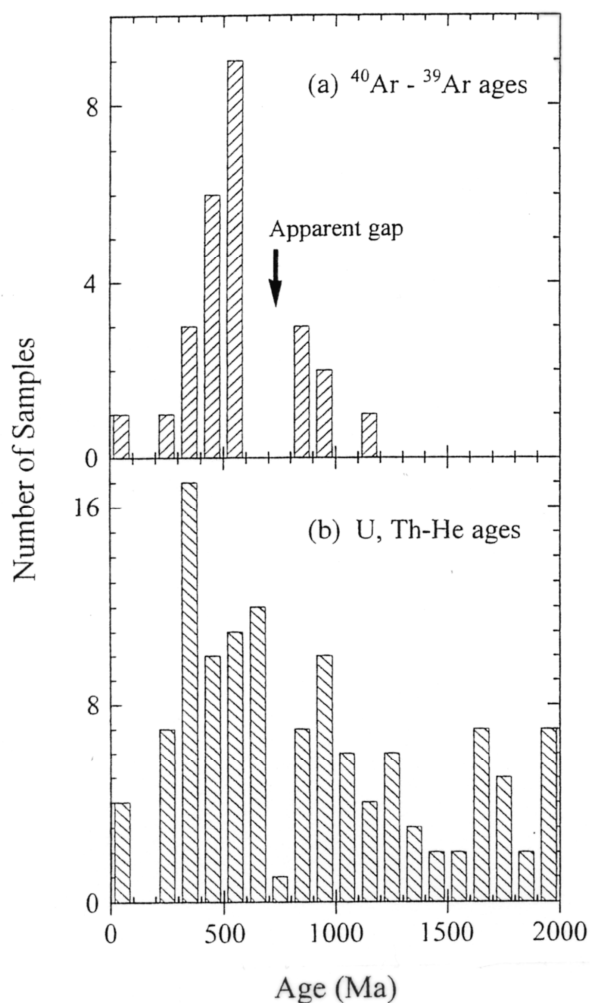 (a) ⁴⁰Ar - ³⁹Ar ages
8
Apparent gap
4
0
Number of Samples
(b) U, Th-He ages
16
8
0
0 500 1000 1500 2000
Age (Ma)